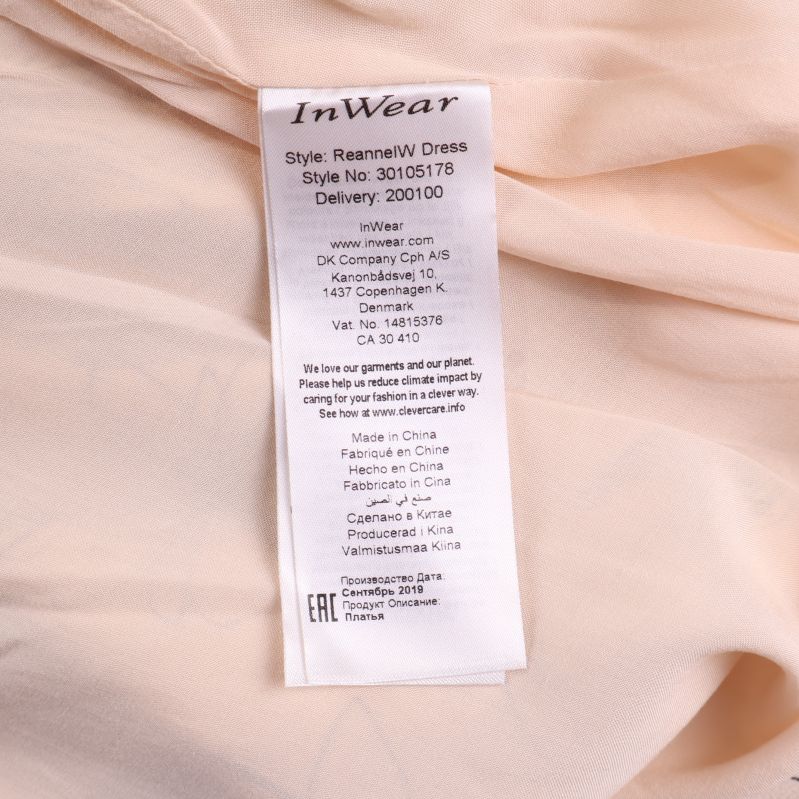 InWear
Style: ReanneIW Dress
Style No: 30105178
Delivery: 200100
InWear
www.inwear.com
DK Company Cph A/S
Kanonbådsvej 10,
1437 Copenhagen K.
Denmark
Vat. No. 14815376
CA 30 410
We love our garments and our planet.
Please help us reduce climate impact by
caring for your fashion in a clever way.
See how at www.clevercare.info
Made in China
Fabriqué en Chine
Hecho en China
Fabbricato in Cina
صنع في الصين
Сделано в Китае
Producerad i Kina
Valmistusmaa Kiina
Производство Дата:
Сентябрь 2019
Продукт Описание:
Платья
EAC